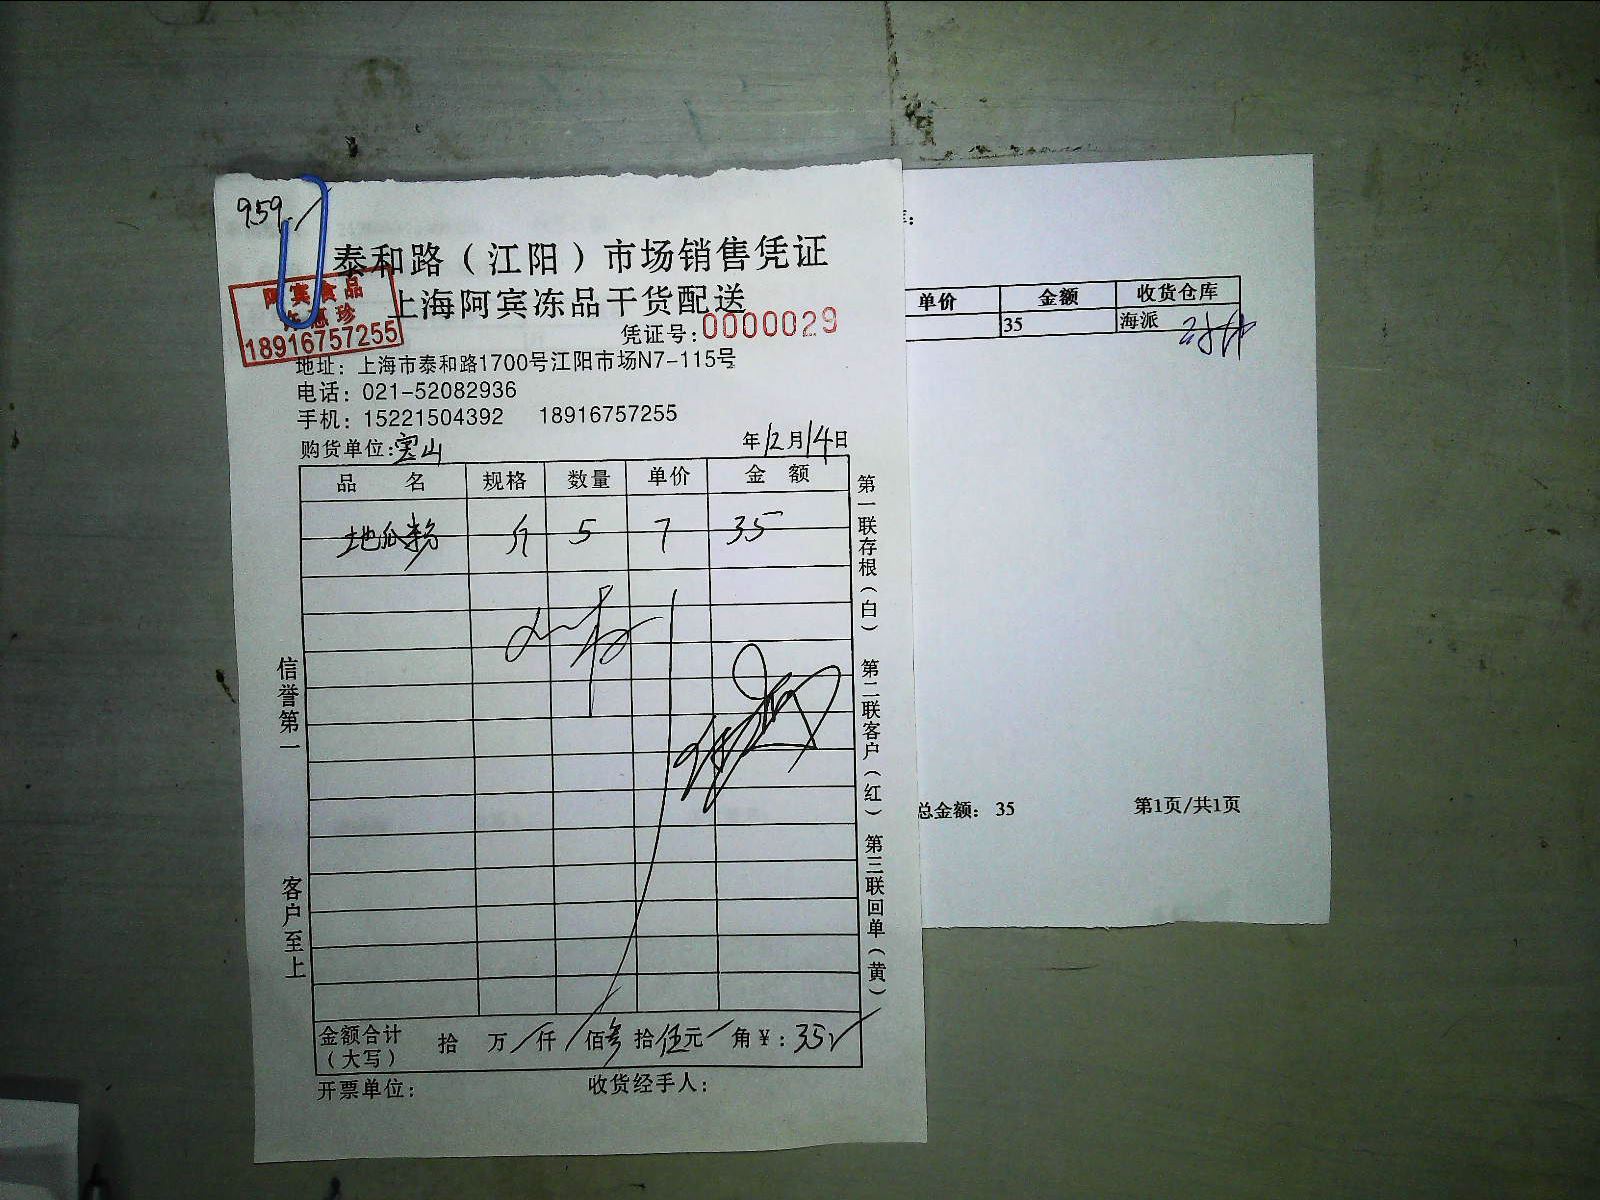 959
泰和路（江阳）市场销售凭证
阿宾食品
许惠珍
18916757255
上海阿宾冻品干货配送
凭证号:0000029
地址：上海市泰和路1700号江阳市场N7-115号
电话：021-52082936
手机：15221504392 18916757255
购货单位:宝山 年12月14日
品 名 规格 数量 单价 金 额
地瓜粉 斤 5 7 35
信誉第一
客户至上
第一联存根（白） 第二联客户（红） 第三联回单（黄）
金额合计（大写） 拾 万 仟 佰叁拾伍元 角￥:35
开票单位: 收货经手人:
单价 金额 收货仓库
35 海派
总金额: 35 第1页/共1页